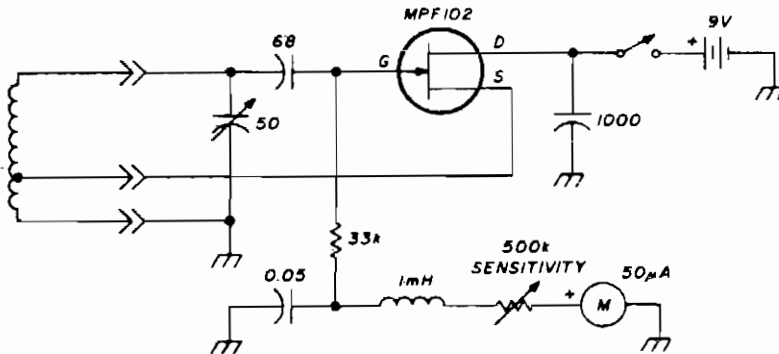 MPF102
9V
68
G
D
S
+
50
1000
33k
0.05
1mH
500k
SENSITIVITY
50µA
+
M